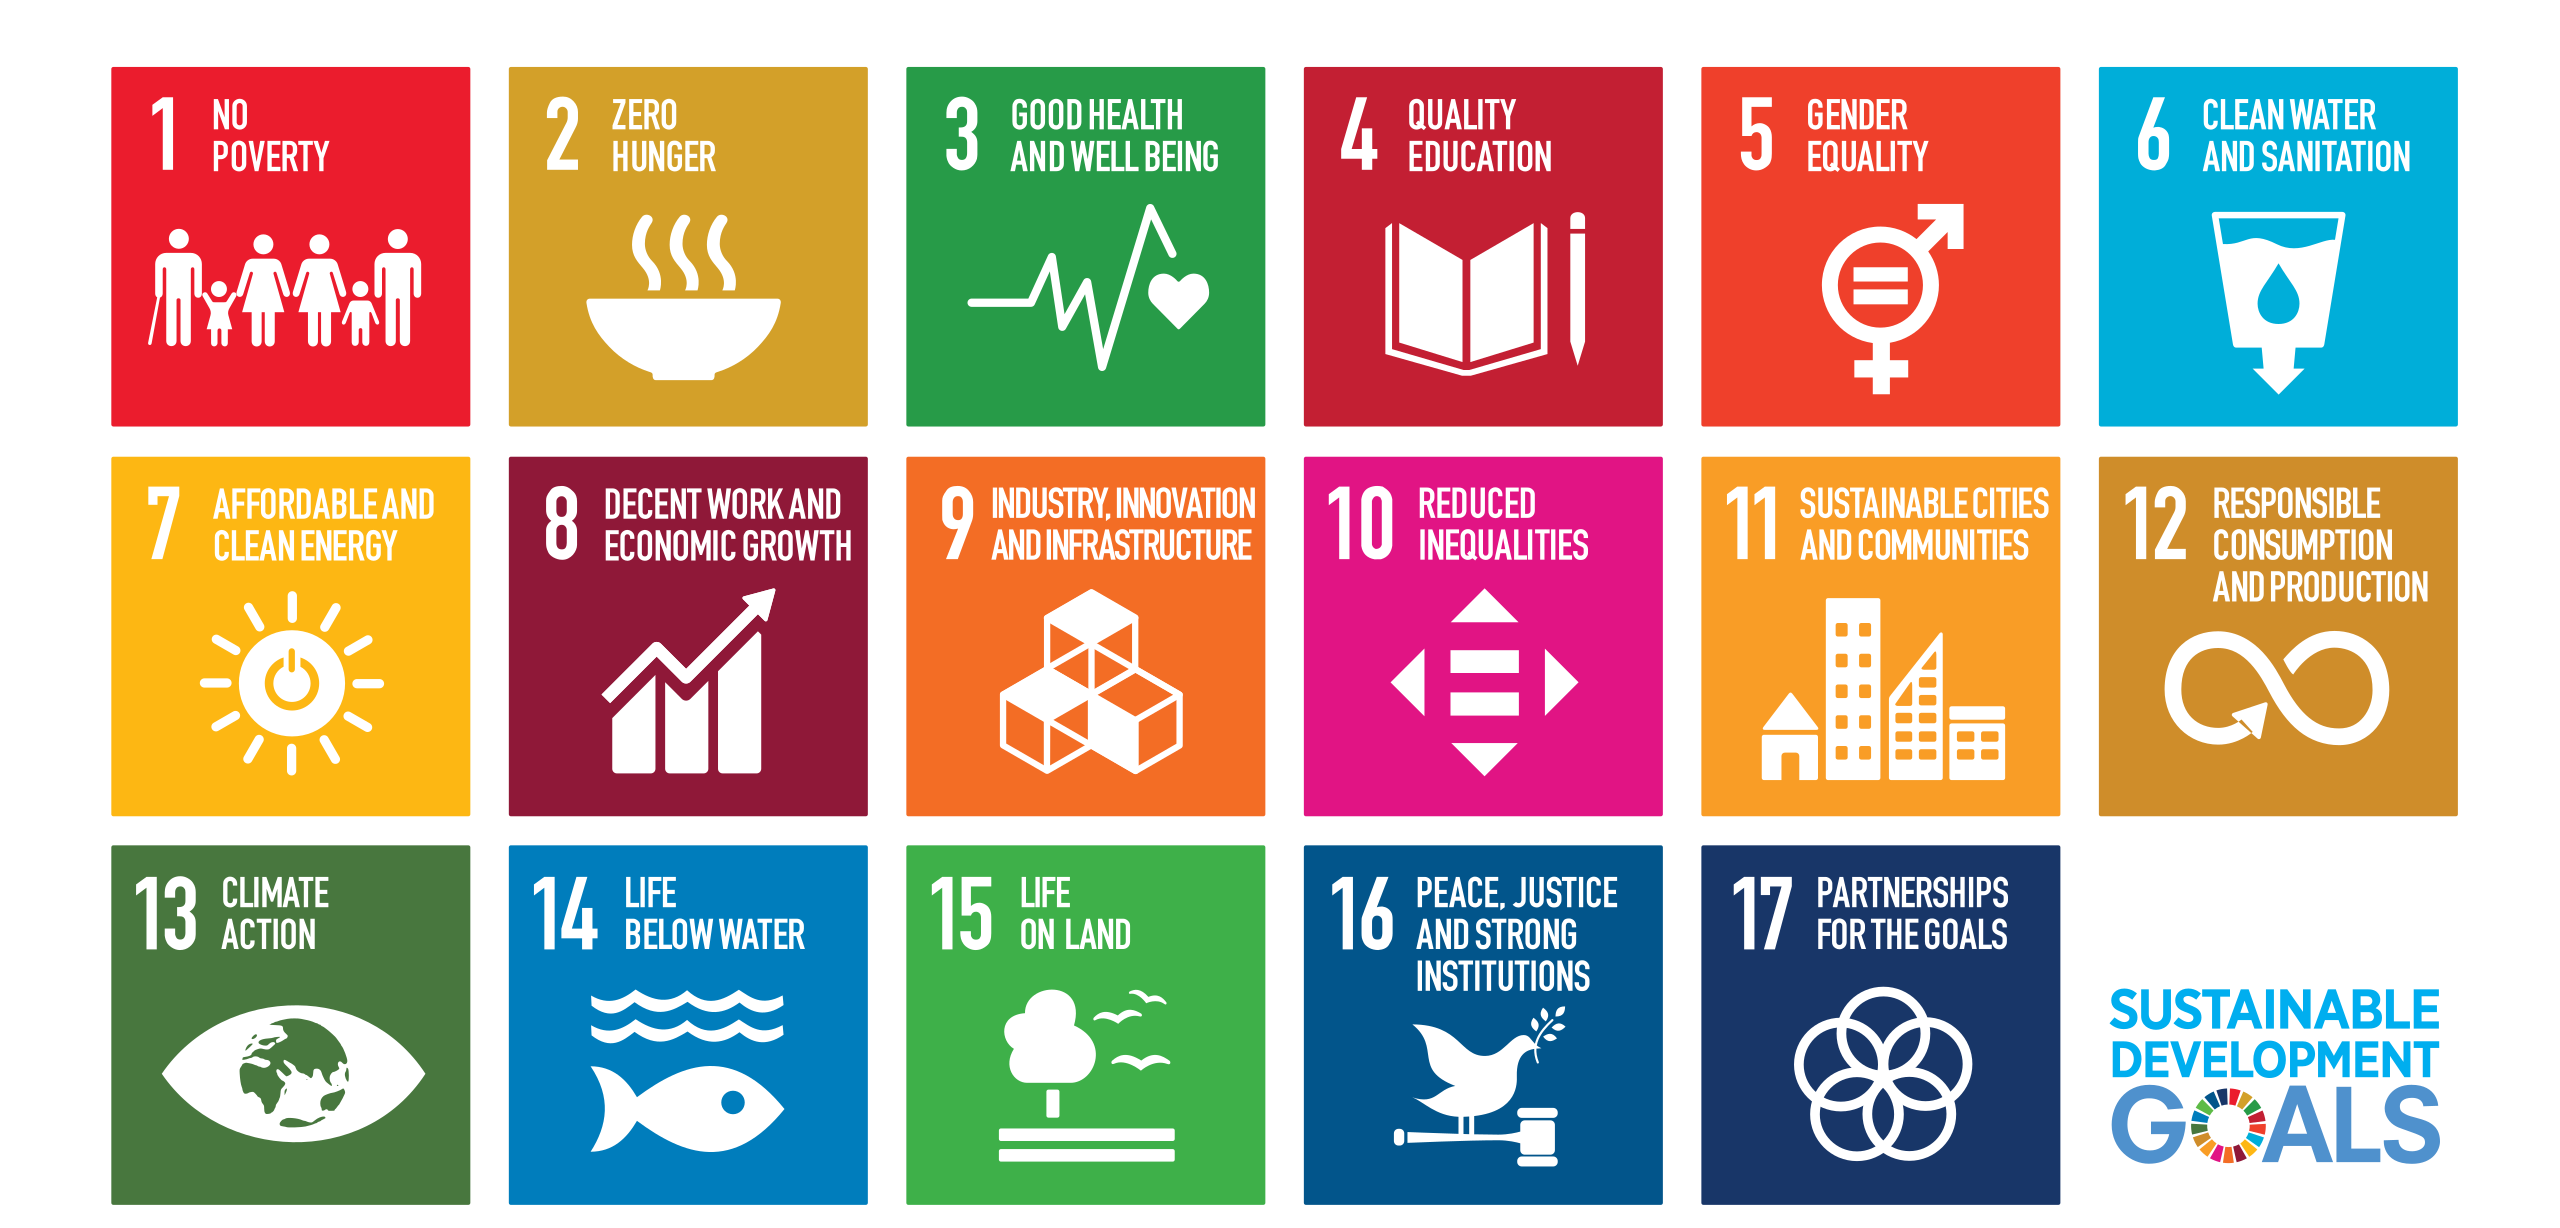 1 NO
POVERTY
2 ZERO
HUNGER
3 GOOD HEALTH
AND WELL BEING
4 QUALITY
EDUCATION
5 GENDER
EQUALITY
6 CLEAN WATER
AND SANITATION
7 AFFORDABLE AND
CLEAN ENERGY
8 DECENT WORK AND
ECONOMIC GROWTH
9 INDUSTRY, INNOVATION
AND INFRASTRUCTURE
10 REDUCED
INEQUALITIES
11 SUSTAINABLE CITIES
AND COMMUNITIES
12 RESPONSIBLE
CONSUMPTION
AND PRODUCTION
13 CLIMATE
ACTION
14 LIFE
BELOW WATER
15 LIFE
ON LAND
16 PEACE, JUSTICE
AND STRONG
INSTITUTIONS
17 PARTNERSHIPS
FOR THE GOALS
SUSTAINABLE
DEVELOPMENT
GOALS